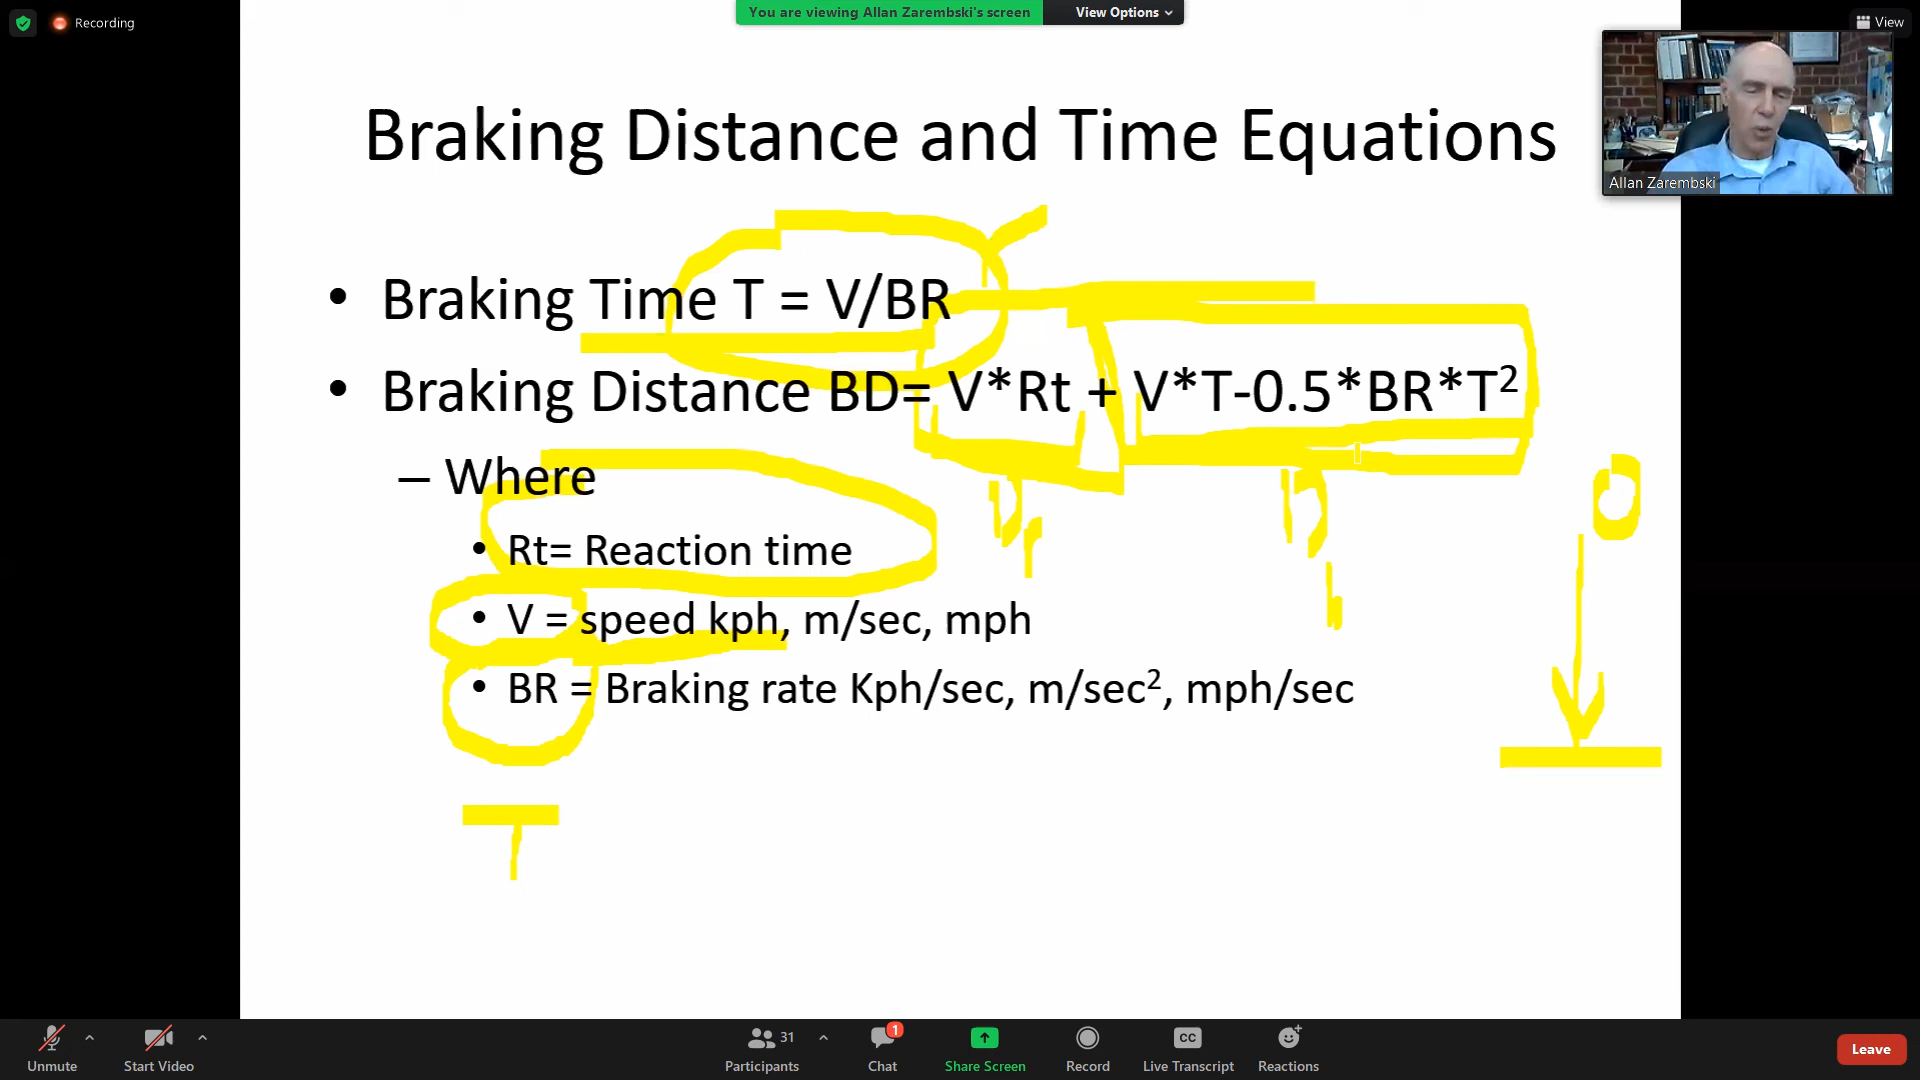 Recording
You are viewing Allan Zarembski's screen View Options
View
Allan Zarembski
Braking Distance and Time Equations
• Braking Time T = V/BR
• Braking Distance BD= V*Rt + V*T-0.5*BR*T²
– Where
• Rt= Reaction time
• V = speed kph, m/sec, mph
• BR = Braking rate Kph/sec, m/sec², mph/sec
T
Unmute
Start Video
31
Participants
1
Chat
Share Screen
Record
CC
Live Transcript
Reactions
Leave